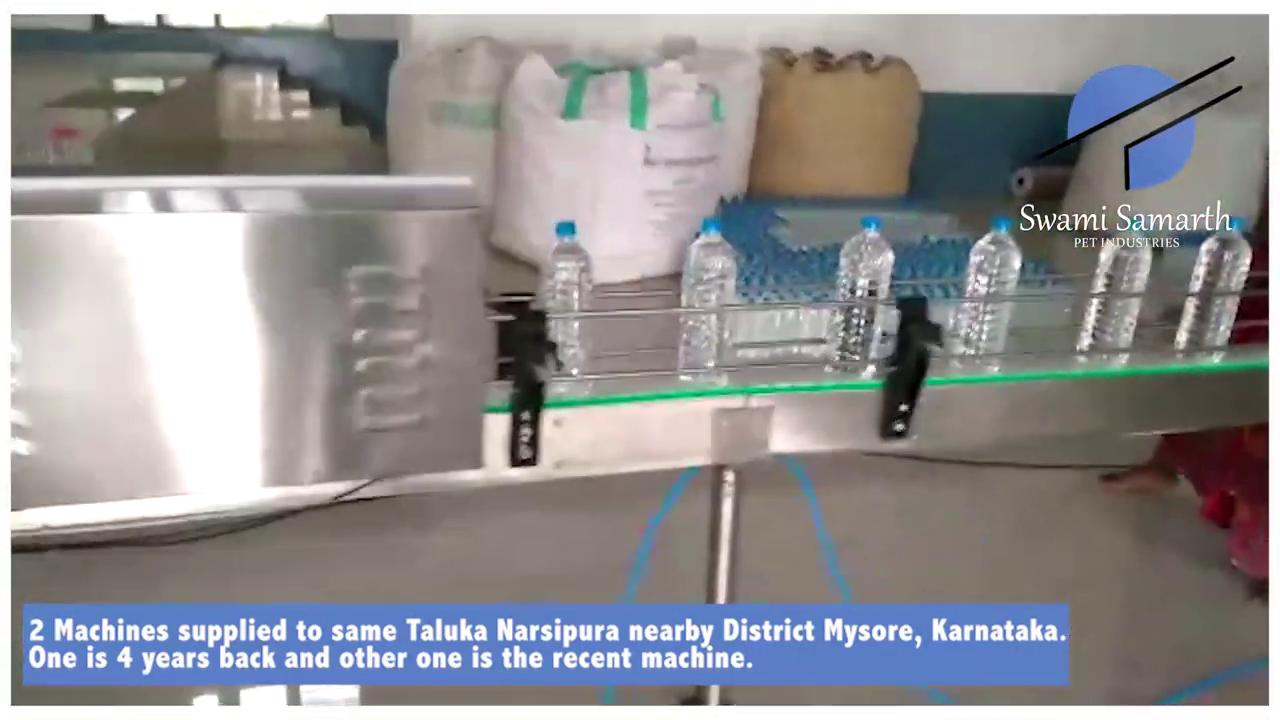 Swami Samarth
PET INDUSTRIES
2 Machines supplied to same Taluka Narsipura nearby District Mysore, Karnataka.
One is 4 years back and other one is the recent machine.